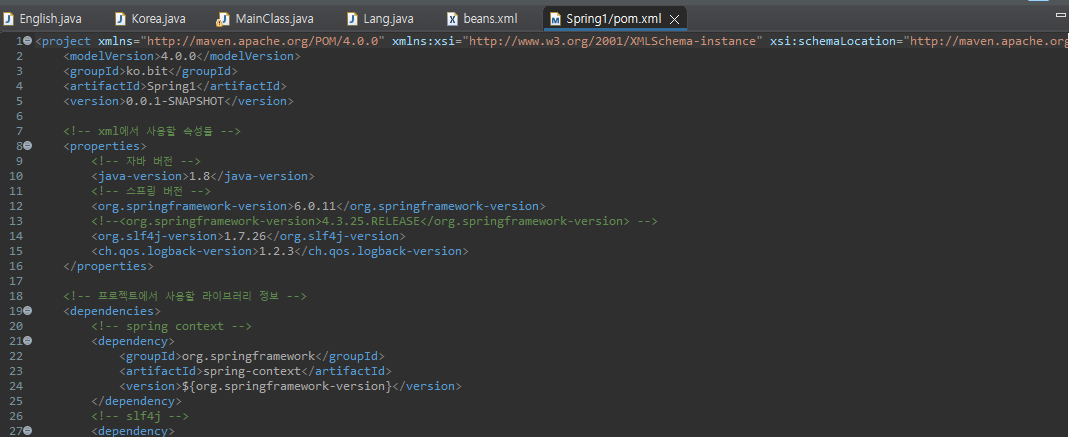 English.java Korea.java MainClass.java Lang.java beans.xml Spring1/pom.xml
1 <project xmlns="http://maven.apache.org/POM/4.0.0" xmlns:xsi="http://www.w3.org/2001/XMLSchema-instance" xsi:schemaLocation="http://maven.apache.org
2 <modelVersion>4.0.0</modelVersion>
3 <groupId>ko.bit</groupId>
4 <artifactId>Spring1</artifactId>
5 <version>0.0.1-SNAPSHOT</version>
6
7 <!-- xml에서 사용할 속성들 -->
8 <properties>
9 <!-- 자바 버전 -->
10 <java-version>1.8</java-version>
11 <!-- 스프링 버전 -->
12 <org.springframework-version>6.0.11</org.springframework-version>
13 <!--<org.springframework-version>4.3.25.RELEASE</org.springframework-version> -->
14 <org.slf4j-version>1.7.26</org.slf4j-version>
15 <ch.qos.logback-version>1.2.3</ch.qos.logback-version>
16 </properties>
17
18 <!-- 프로젝트에서 사용할 라이브러리 정보 -->
19 <dependencies>
20 <!-- spring context -->
21 <dependency>
22 <groupId>org.springframework</groupId>
23 <artifactId>spring-context</artifactId>
24 <version>${org.springframework-version}</version>
25 </dependency>
26 <!-- slf4j -->
27 <dependency>